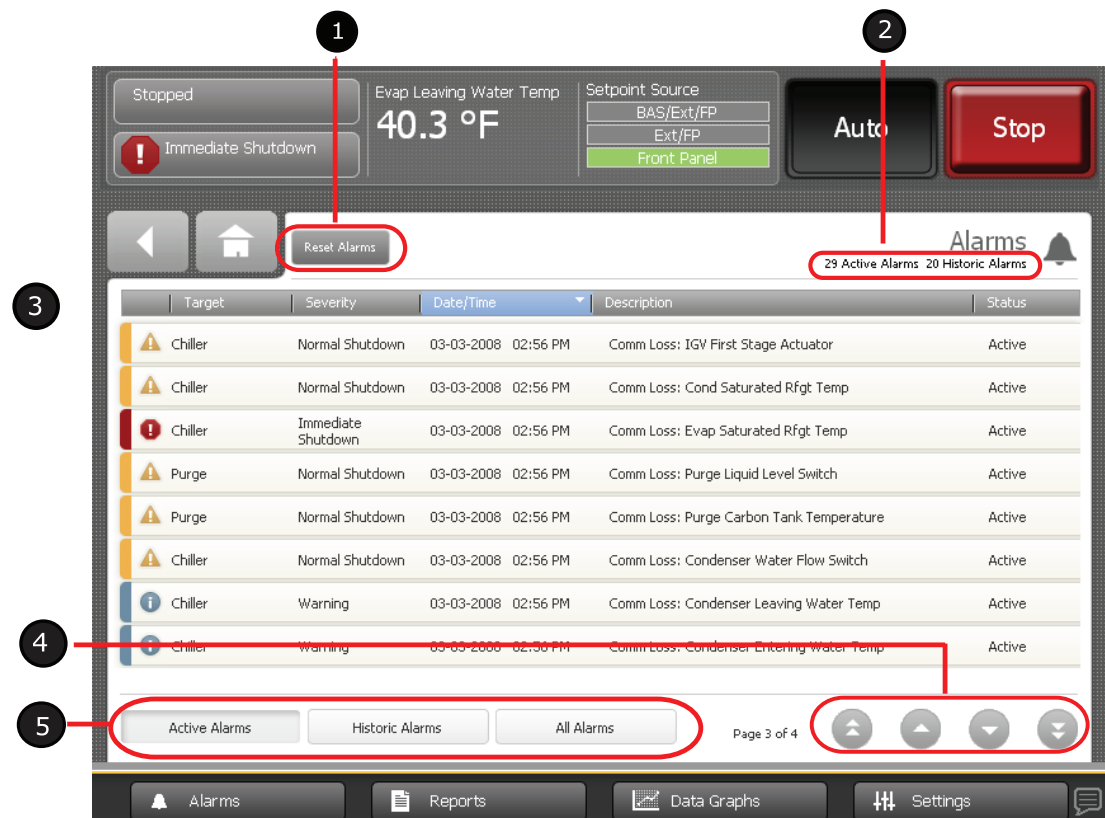 1
2
Stopped
Immediate Shutdown
Evap Leaving Water Temp
40.3 °F
Setpoint Source
BAS/Ext/FP
Ext/FP
Front Panel
Auto
Stop
Reset Alarms
Alarms
29 Active Alarms 20 Historic Alarms
3
Target Severity Date/Time Description Status
Chiller Normal Shutdown 03-03-2008 02:56 PM Comm Loss: IGV First Stage Actuator Active
Chiller Normal Shutdown 03-03-2008 02:56 PM Comm Loss: Cond Saturated Rfgt Temp Active
Chiller Immediate Shutdown 03-03-2008 02:56 PM Comm Loss: Evap Saturated Rfgt Temp Active
Purge Normal Shutdown 03-03-2008 02:56 PM Comm Loss: Purge Liquid Level Switch Active
Purge Normal Shutdown 03-03-2008 02:56 PM Comm Loss: Purge Carbon Tank Temperature Active
Chiller Normal Shutdown 03-03-2008 02:56 PM Comm Loss: Condenser Water Flow Switch Active
Chiller Warning 03-03-2008 02:56 PM Comm Loss: Condenser Leaving Water Temp Active
Chiller Warning 03-03-2008 02:56 PM Comm Loss: Condenser Entering Water Temp Active
4
5
Active Alarms Historic Alarms All Alarms Page 3 of 4
Alarms Reports Data Graphs Settings